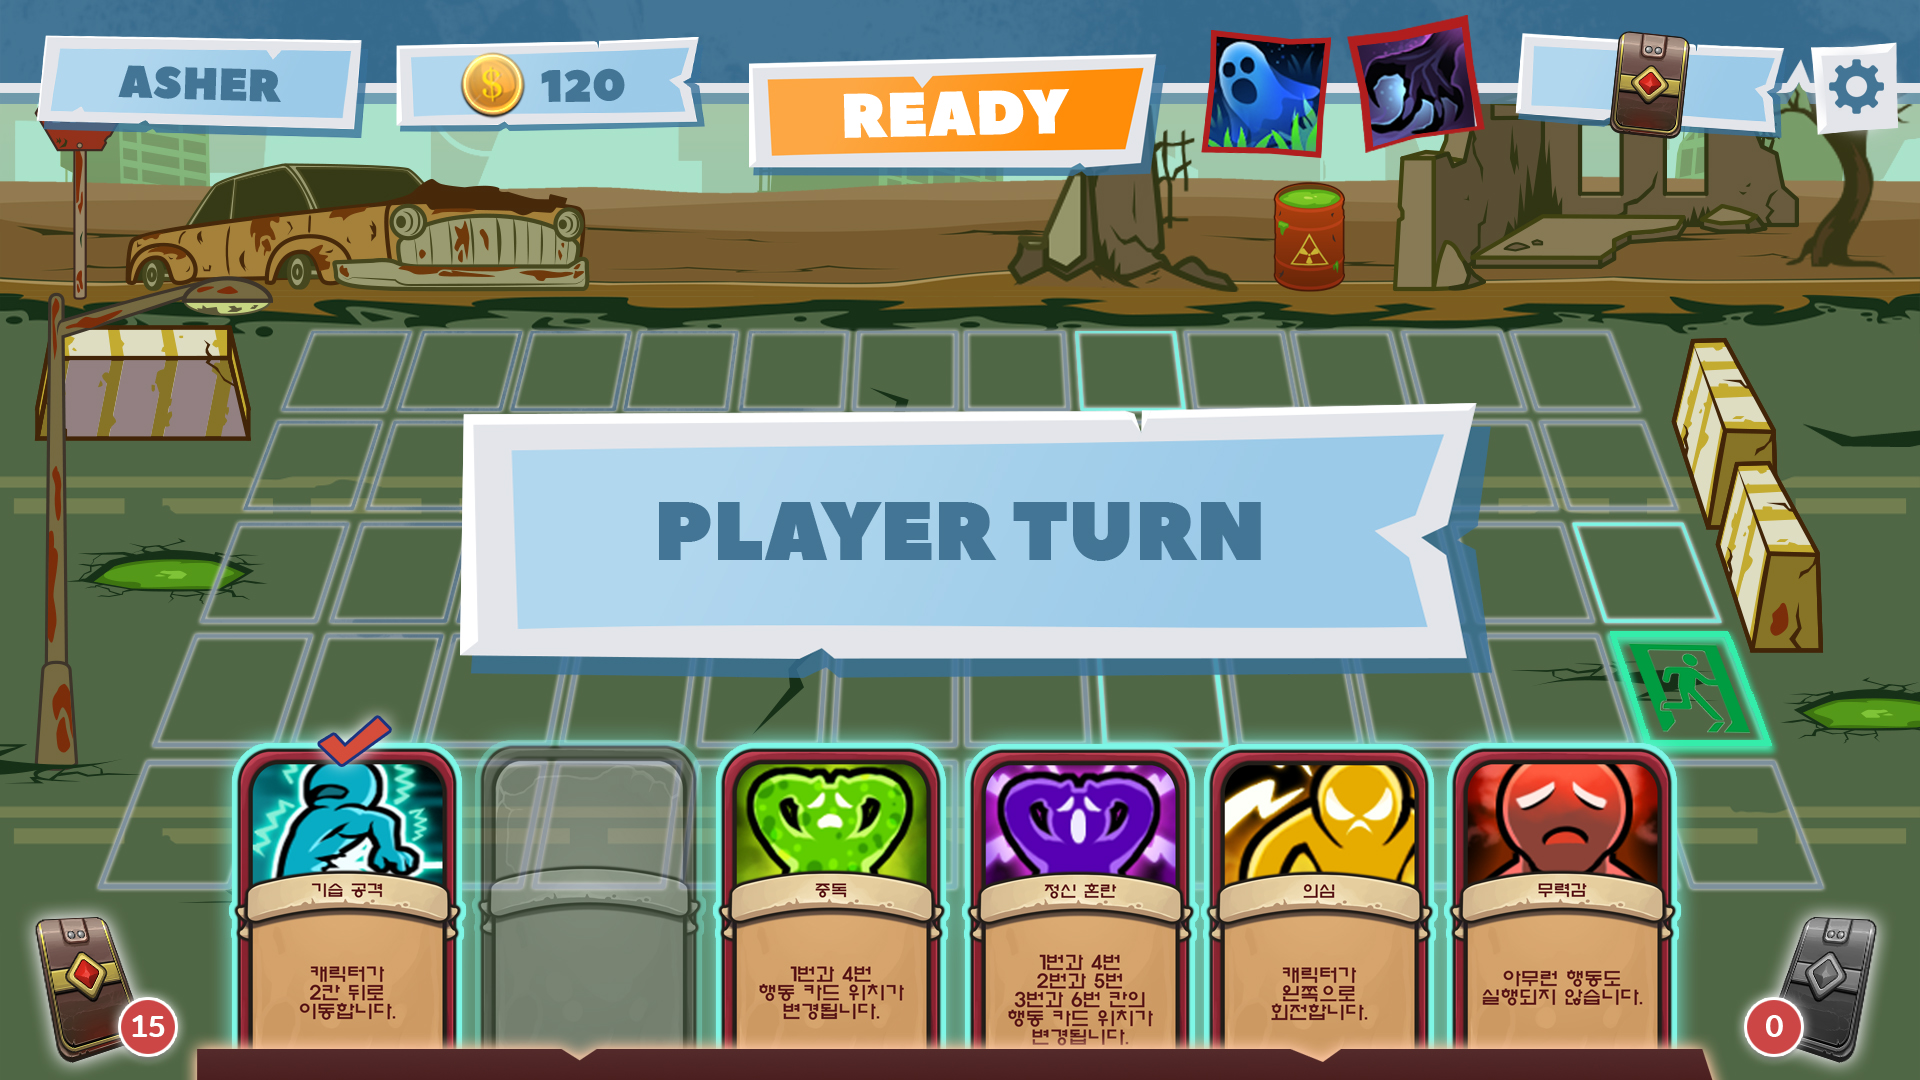 ASHER
$ 120
READY
PLAYER TURN
기습 공격
캐릭터가
2칸 뒤로
이동합니다.
중독
1번과 4번
행동 카드 위치가
변경됩니다.
정신 혼란
1번과 4번
2번과 5번
3번과 6번 칸의
행동 카드 위치가
변경됩니다.
의심
캐릭터가
왼쪽으로
회전합니다.
무력감
아무런 행동도
실행되지 않습니다.
15
0